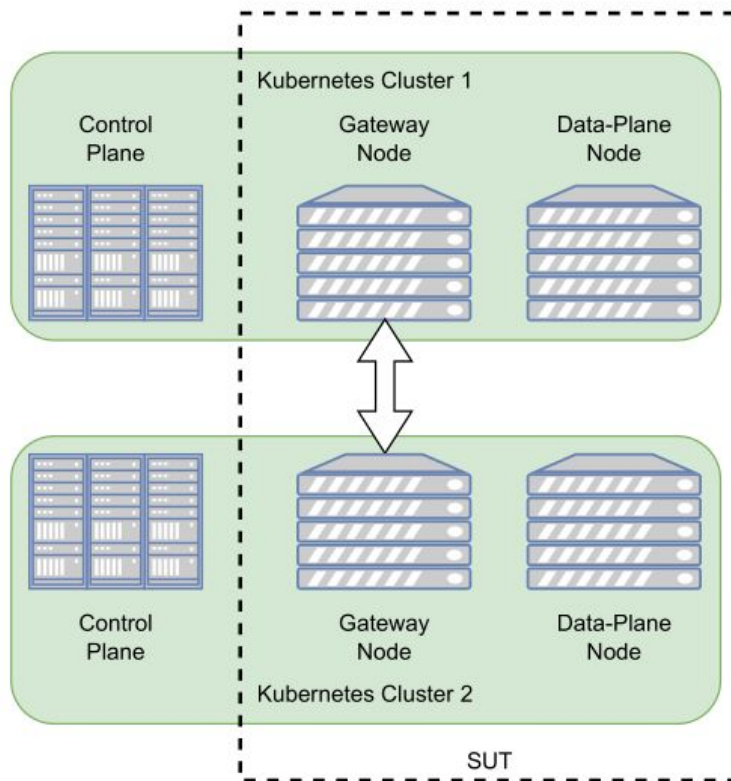 Kubernetes Cluster 1
Control
Plane
Gateway
Node
Data-Plane
Node
Control
Plane
Gateway
Node
Data-Plane
Node
Kubernetes Cluster 2
SUT